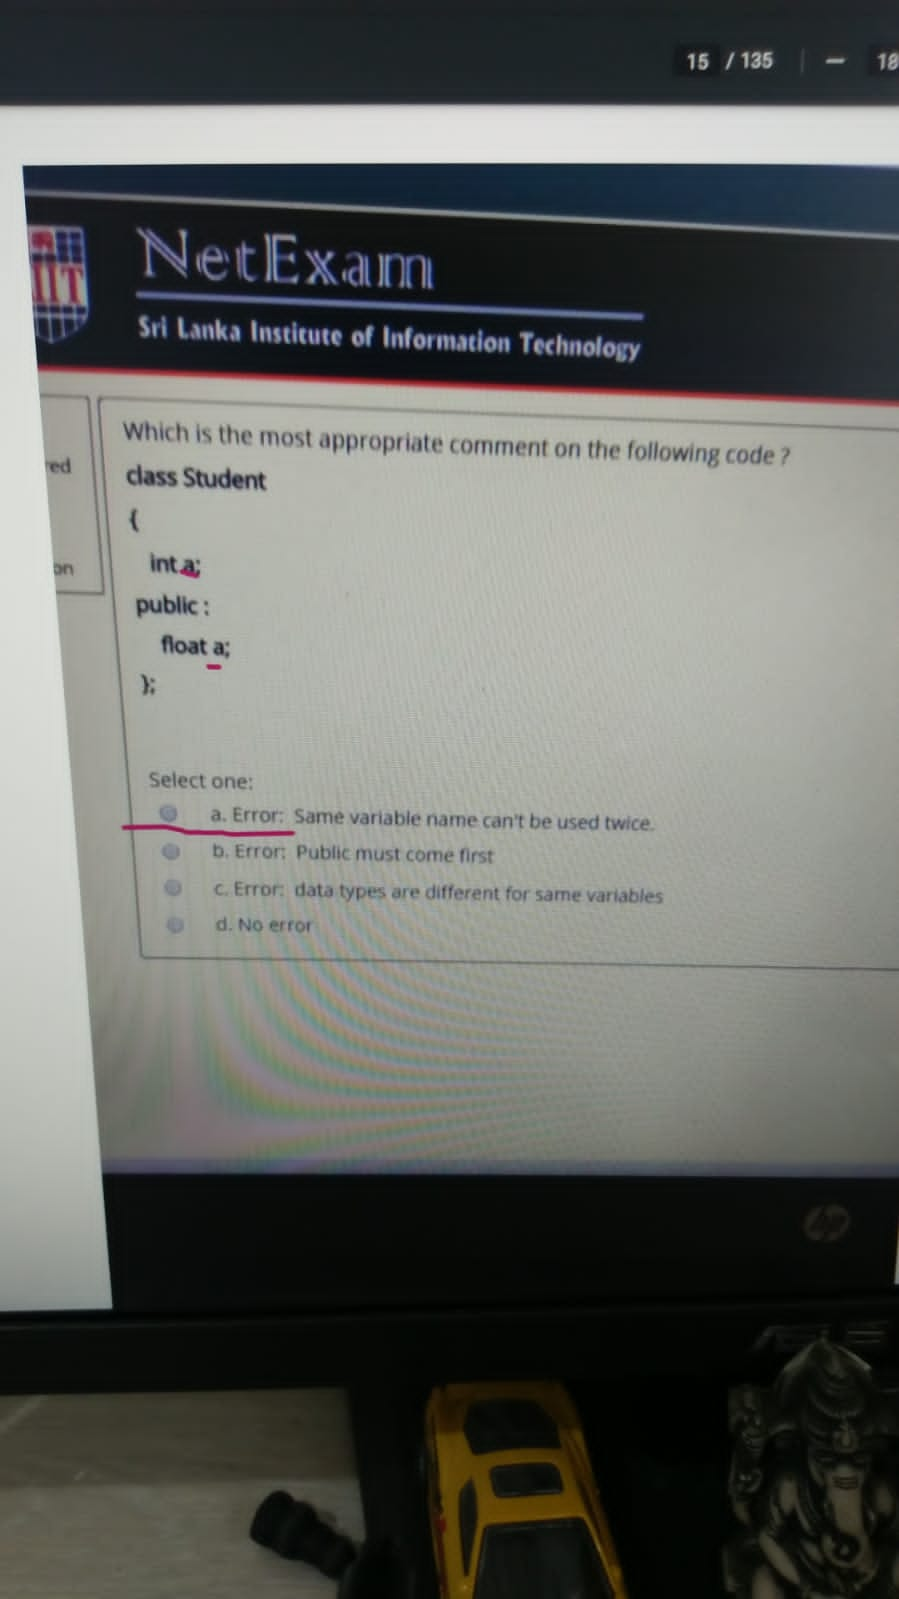 15 / 135 — 18
IIT
NetExam
Sri Lanka Institute of Information Technology
red
on
Which is the most appropriate comment on the following code ?
class Student
{
int a;
public :
float a;
};
Select one:
a. Error: Same variable name can't be used twice.
b. Error: Public must come first
c. Error: data types are different for same variables
d. No error
hp